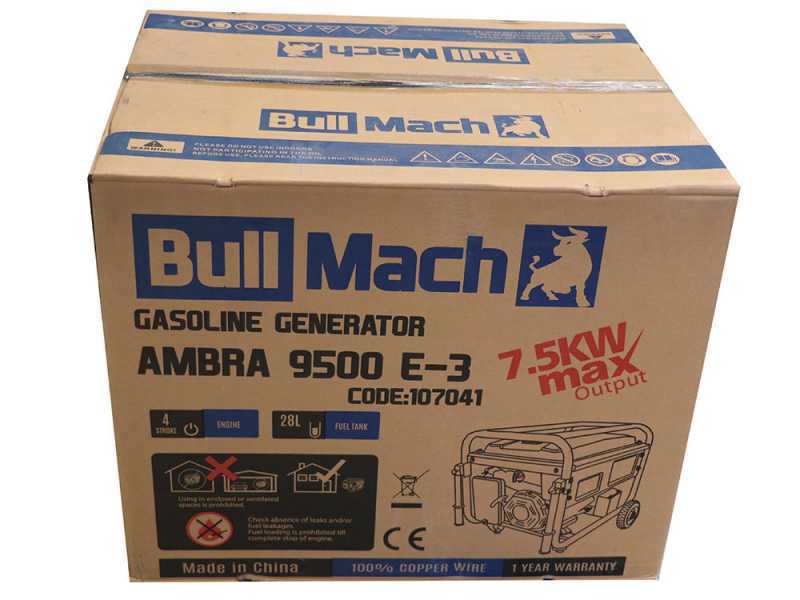 Bull Mach
Bull Mach
WARNING!
PLEASE DO NOT USE INDOORS
NOT PARTICIPATING IN THE OIL
BEFORE USE, PLEASE READ THE INSTRUCTION MANUAL
Bull Mach
GASOLINE GENERATOR
AMBRA 9500 E-3
CODE:107041
7.5KW
max
Output
4
STROKE
ENGINE
28L
FUEL TANK
Using in enclosed or ventilated
spaces is prohibited.
Check absence of leaks and/or
fuel leakages.
Fuel loading is prohibited till
complete stop of engine.
CE
Made in China
100% COPPER WIRE
1 YEAR WARRANTY